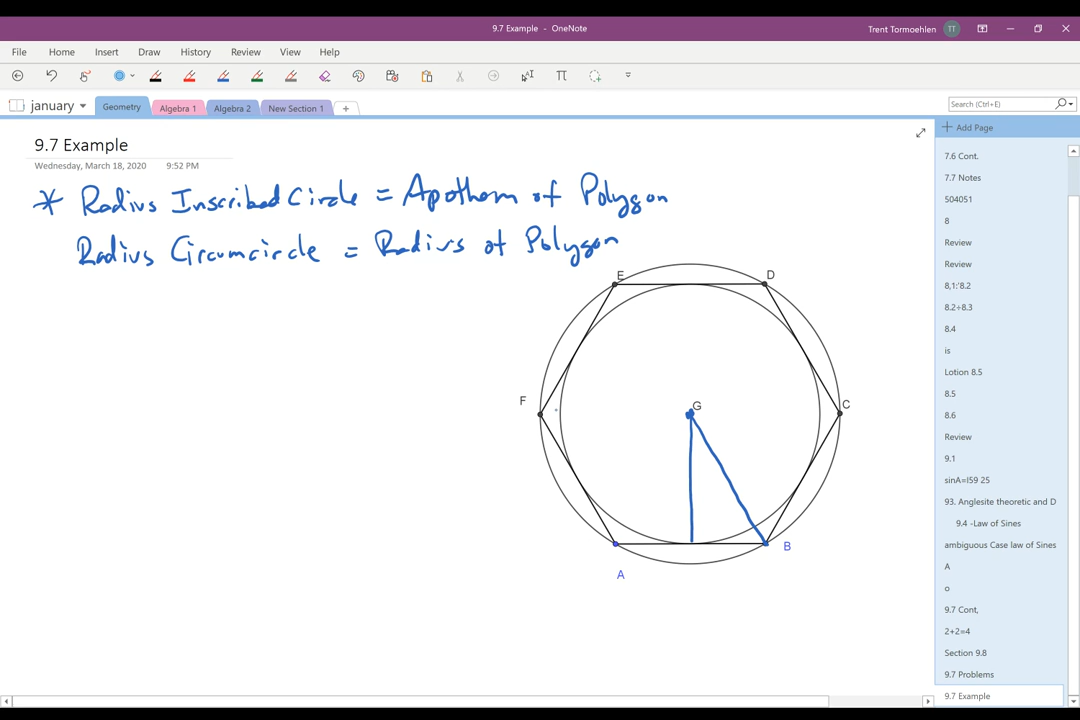 9.7 Example - OneNote
Trent Tormoehlen TT
File Home Insert Draw History Review View Help
january Geometry Algebra 1 Algebra 2 New Section 1 +
Search (Ctrl+E)
9.7 Example
Wednesday, March 18, 2020 9:52 PM
* Radius Inscribed Circle = Apothem of Polygon
Radius Circumcircle = Radius of Polygon
E
D
F
G
C
B
A
Add Page
7.6 Cont.
7.7 Notes
504051
8
Review
Review
8,1:'8.2
8.2÷8.3
8.4
is
Lotion 8.5
8.5
8.6
Review
9.1
sinA=I59 25
93. Anglesite theoretic and D
9.4 -Law of Sines
ambiguous Case law of Sines
A
o
9.7 Cont,
2+2=4
Section 9.8
9.7 Problems
9.7 Example